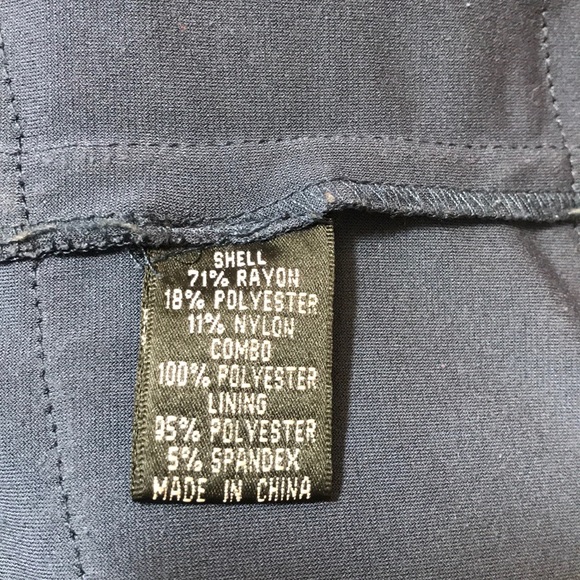 SHELL
71% RAYON
18% POLYESTER
11% NYLON
COMBO
100% POLYESTER
LINING
95% POLYESTER
5% SPANDEX
MADE IN CHINA